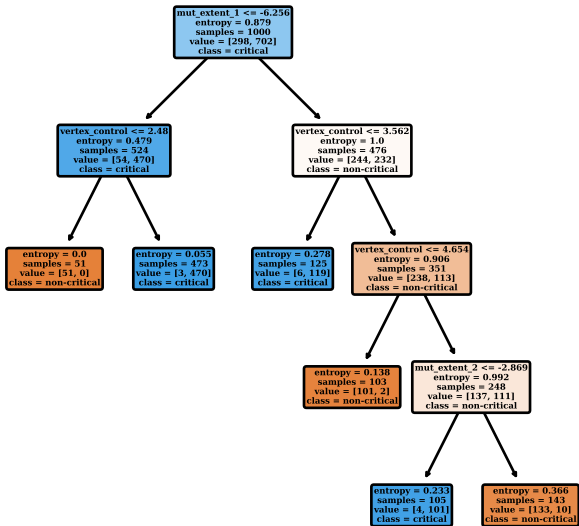 mut_extent_1 <= -6.256
entropy = 0.879
samples = 1000
value = [298, 702]
class = critical
vertex_control <= 2.48
entropy = 0.479
samples = 524
value = [54, 470]
class = critical
vertex_control <= 3.562
entropy = 1.0
samples = 476
value = [244, 232]
class = non-critical
entropy = 0.0
samples = 51
value = [51, 0]
class = non-critical
entropy = 0.055
samples = 473
value = [3, 470]
class = critical
entropy = 0.278
samples = 125
value = [6, 119]
class = critical
vertex_control <= 4.654
entropy = 0.906
samples = 351
value = [238, 113]
class = non-critical
entropy = 0.138
samples = 103
value = [101, 2]
class = non-critical
mut_extent_2 <= -2.869
entropy = 0.992
samples = 248
value = [137, 111]
class = non-critical
entropy = 0.233
samples = 105
value = [4, 101]
class = critical
entropy = 0.366
samples = 143
value = [133, 10]
class = non-critical